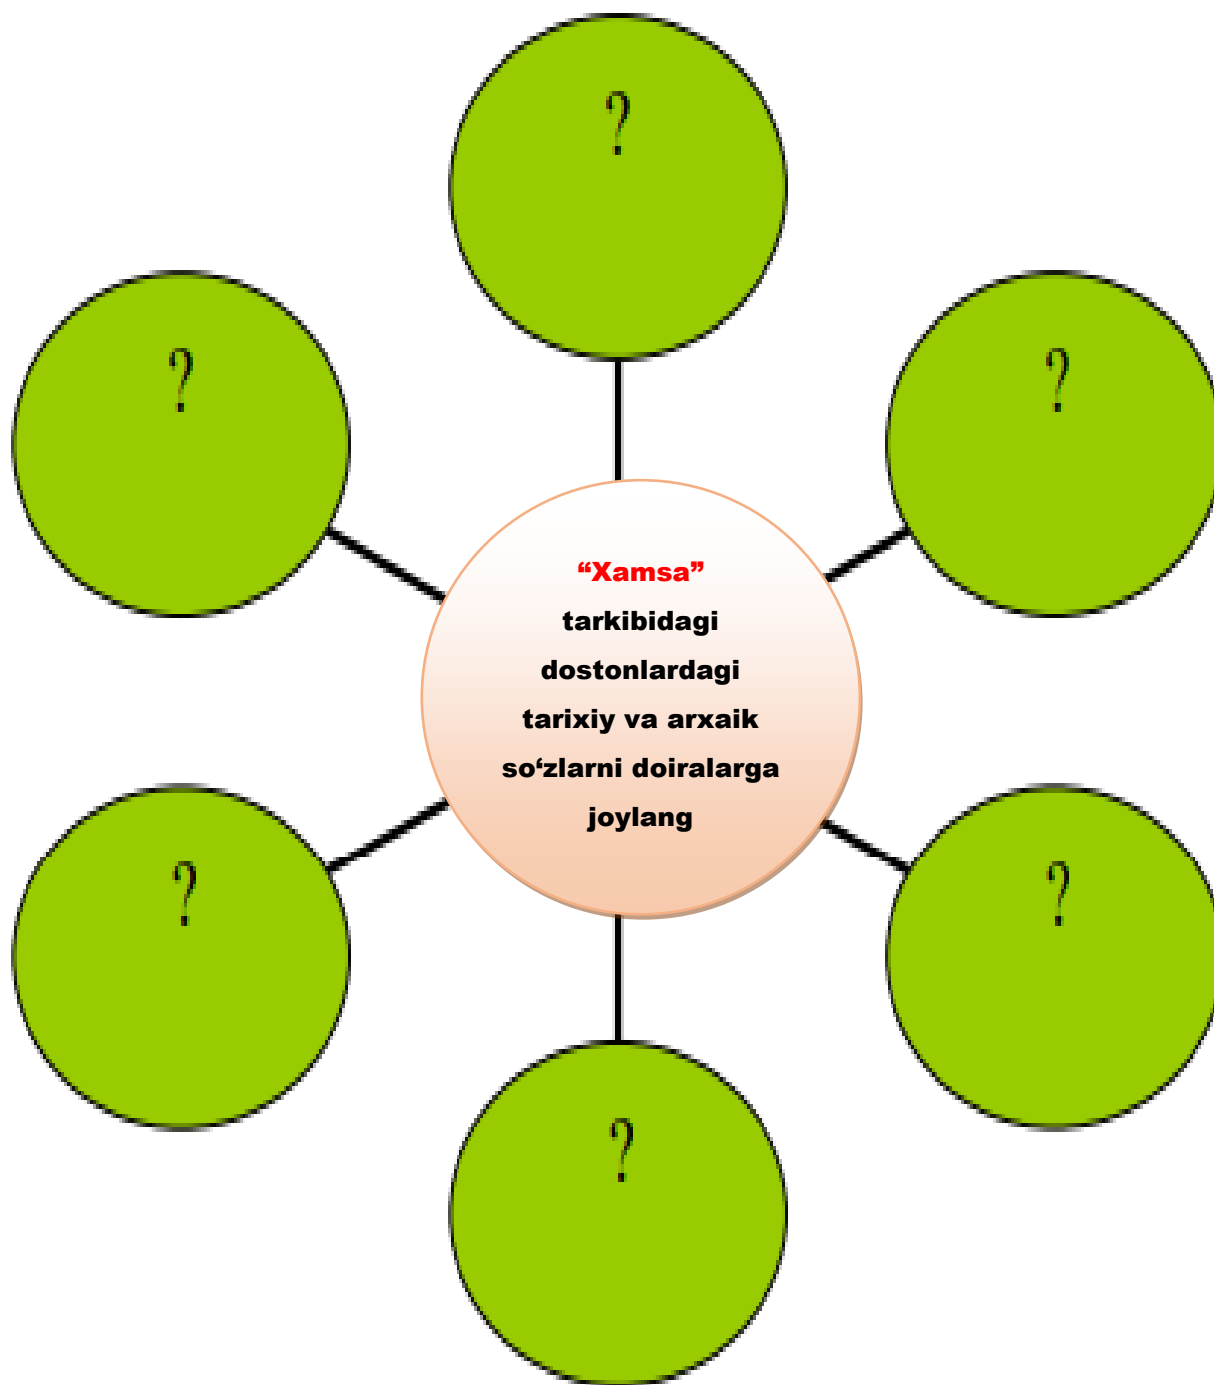 ?
?
?
“Xamsa”
tarkibidagi
dostonlardagi
tarixiy va arxaik
so‘zlarni doiralarga
joylang
?
?
?